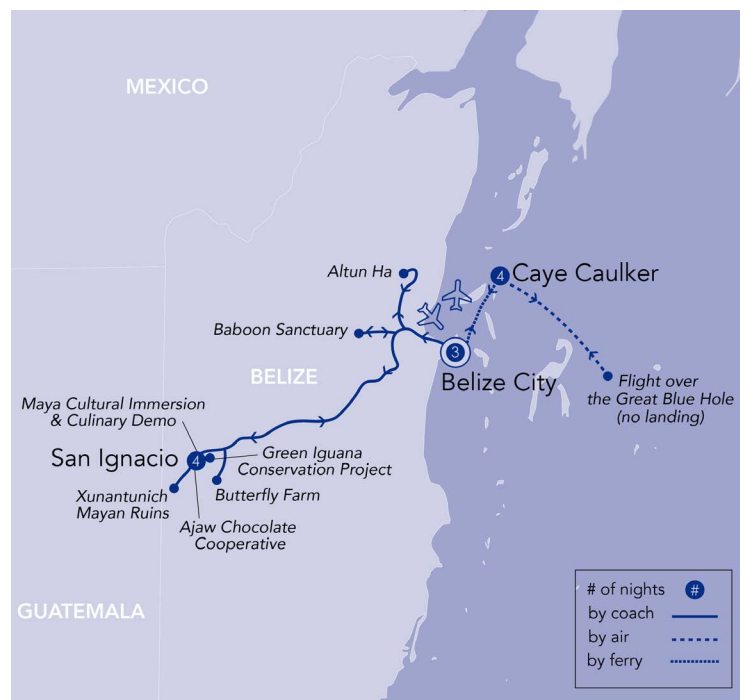 MEXICO
Altun Ha
4
Caye Caulker
Baboon Sanctuary
3
Belize City
BELIZE
Flight over
the Great Blue Hole
(no landing)
Maya Cultural Immersion
& Culinary Demo
San Ignacio
4
Green Iguana
Conservation Project
Xunantunich
Mayan Ruins
Butterfly Farm
Ajaw Chocolate
Cooperative
GUATEMALA
# of nights #
by coach
by air
by ferry